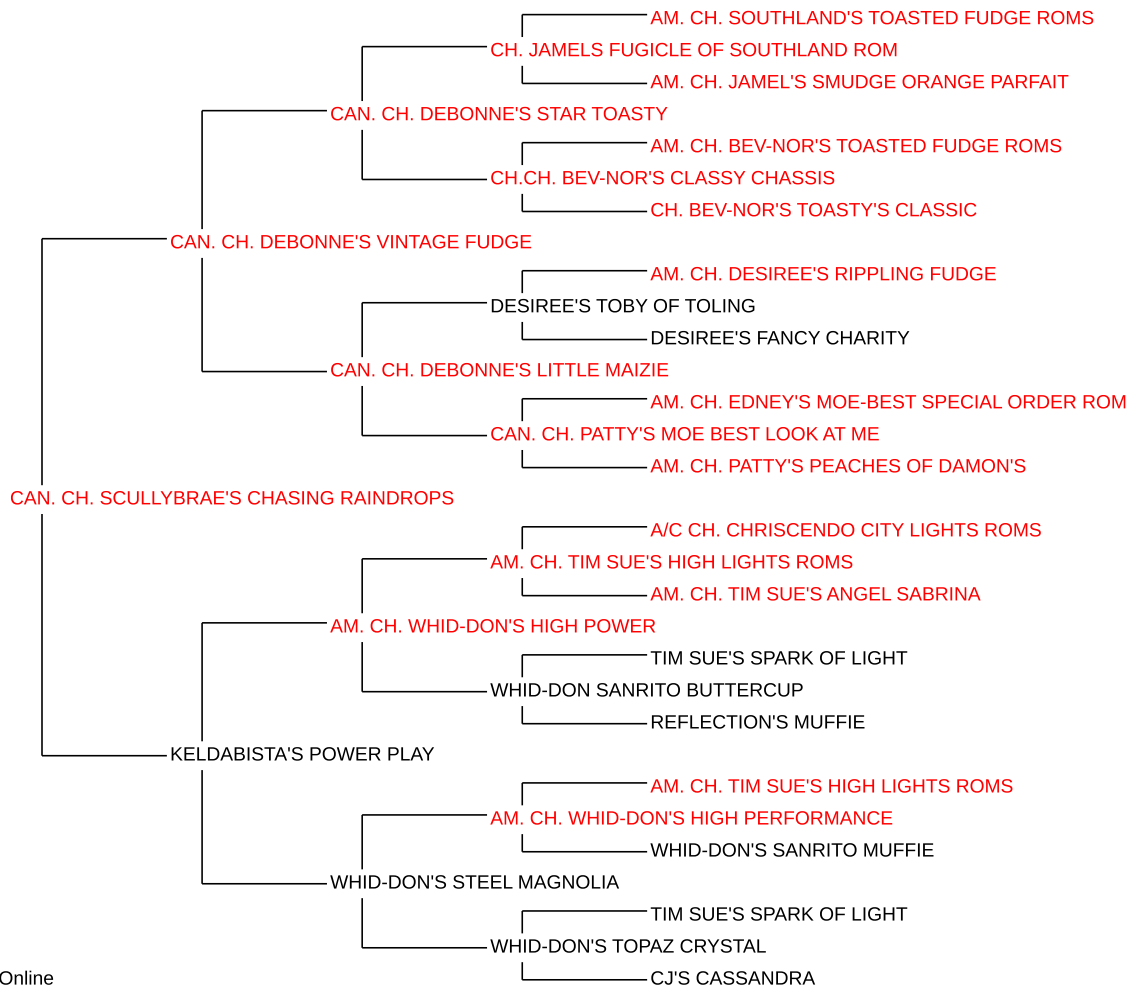 AM. CH. SOUTHLAND'S TOASTED FUDGE ROMS
CH. JAMELS FUGICLE OF SOUTHLAND ROM
AM. CH. JAMEL'S SMUDGE ORANGE PARFAIT
CAN. CH. DEBONNE'S STAR TOASTY
AM. CH. BEV-NOR'S TOASTED FUDGE ROMS
CH.CH. BEV-NOR'S CLASSY CHASSIS
CH. BEV-NOR'S TOASTY'S CLASSIC
CAN. CH. DEBONNE'S VINTAGE FUDGE
AM. CH. DESIREE'S RIPPLING FUDGE
DESIREE'S TOBY OF TOLING
DESIREE'S FANCY CHARITY
CAN. CH. DEBONNE'S LITTLE MAIZIE
AM. CH. EDNEY'S MOE-BEST SPECIAL ORDER ROM
CAN. CH. PATTY'S MOE BEST LOOK AT ME
AM. CH. PATTY'S PEACHES OF DAMON'S
CAN. CH. SCULLYBRAE'S CHASING RAINDROPS
A/C CH. CHRISCENDO CITY LIGHTS ROMS
AM. CH. TIM SUE'S HIGH LIGHTS ROMS
AM. CH. TIM SUE'S ANGEL SABRINA
AM. CH. WHID-DON'S HIGH POWER
TIM SUE'S SPARK OF LIGHT
WHID-DON SANRITO BUTTERCUP
REFLECTION'S MUFFIE
KELDABISTA'S POWER PLAY
AM. CH. TIM SUE'S HIGH LIGHTS ROMS
AM. CH. WHID-DON'S HIGH PERFORMANCE
WHID-DON'S SANRITO MUFFIE
WHID-DON'S STEEL MAGNOLIA
TIM SUE'S SPARK OF LIGHT
WHID-DON'S TOPAZ CRYSTAL
CJ'S CASSANDRA
Online